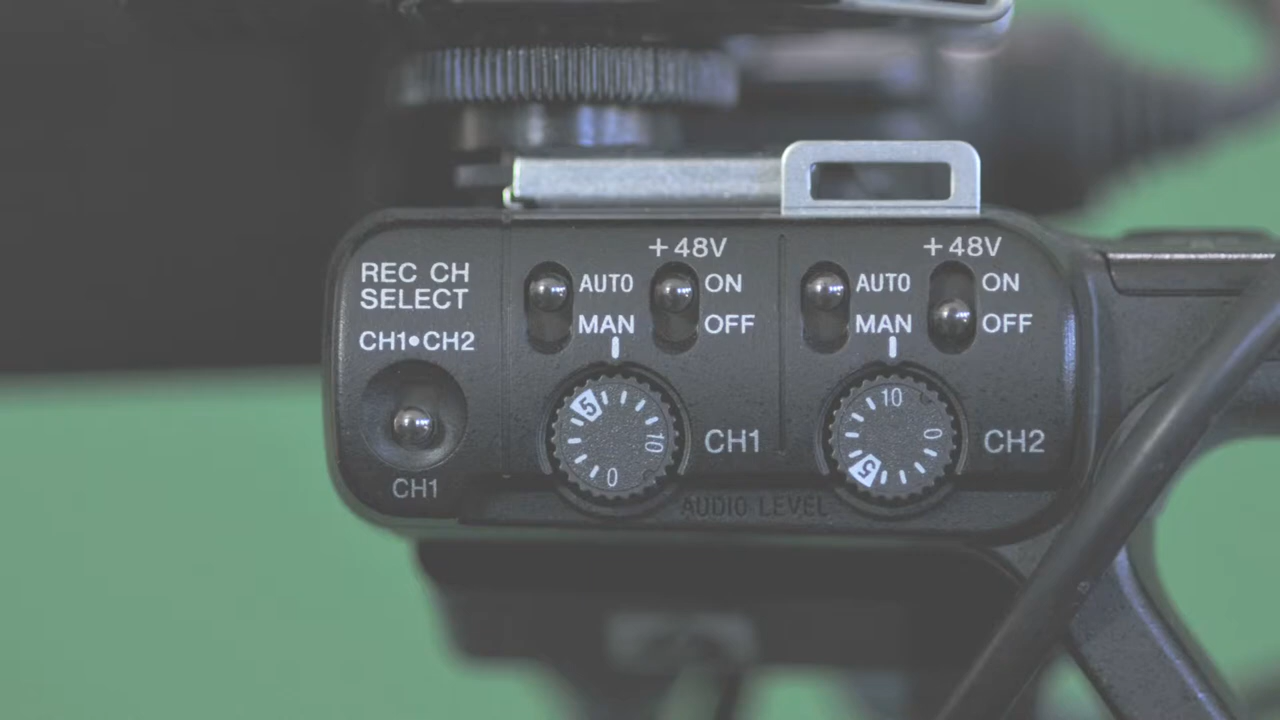 REC CH
SELECT
CH1•CH2
CH1
+48V
AUTO
ON
MAN
OFF
5
10
0
CH1
+48V
AUTO
ON
MAN
OFF
10
0
5
CH2
AUDIO LEVEL